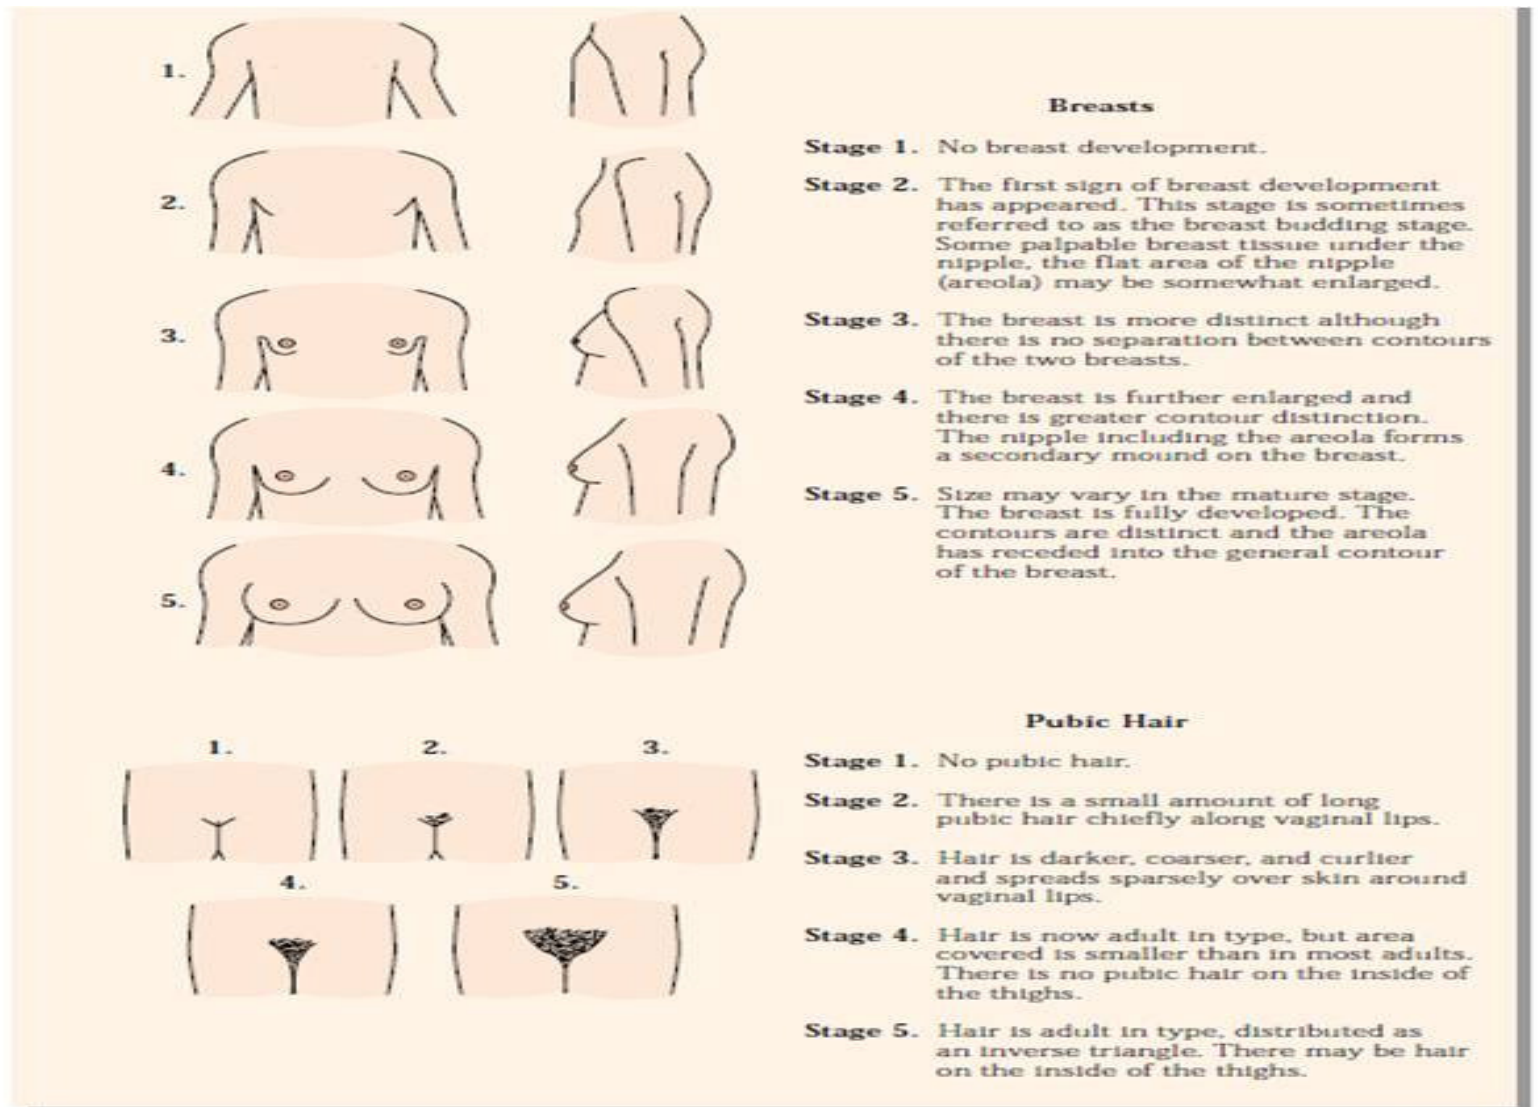 1.
2.
3.
4.
5.
Breasts
Stage 1. No breast development.
Stage 2. The first sign of breast development
has appeared. This stage is sometimes
referred to as the breast budding stage.
Some palpable breast tissue under the
nipple, the flat area of the nipple
(areola) may be somewhat enlarged.
Stage 3. The breast is more distinct although
there is no separation between contours
of the two breasts.
Stage 4. The breast is further enlarged and
there is greater contour distinction.
The nipple including the areola forms
a secondary mound on the breast.
Stage 5. Size may vary in the mature stage.
The breast is fully developed. The
contours are distinct and the areola
has receded into the general contour
of the breast.
1. 2. 3.
4. 5.
Pubic Hair
Stage 1. No pubic hair.
Stage 2. There is a small amount of long
pubic hair chiefly along vaginal lips.
Stage 3. Hair is darker, coarser, and curlier
and spreads sparsely over skin around
vaginal lips.
Stage 4. Hair is now adult in type, but area
covered is smaller than in most adults.
There is no pubic hair on the inside of
the thighs.
Stage 5. Hair is adult in type, distributed as
an inverse triangle. There may be hair
on the inside of the thighs.